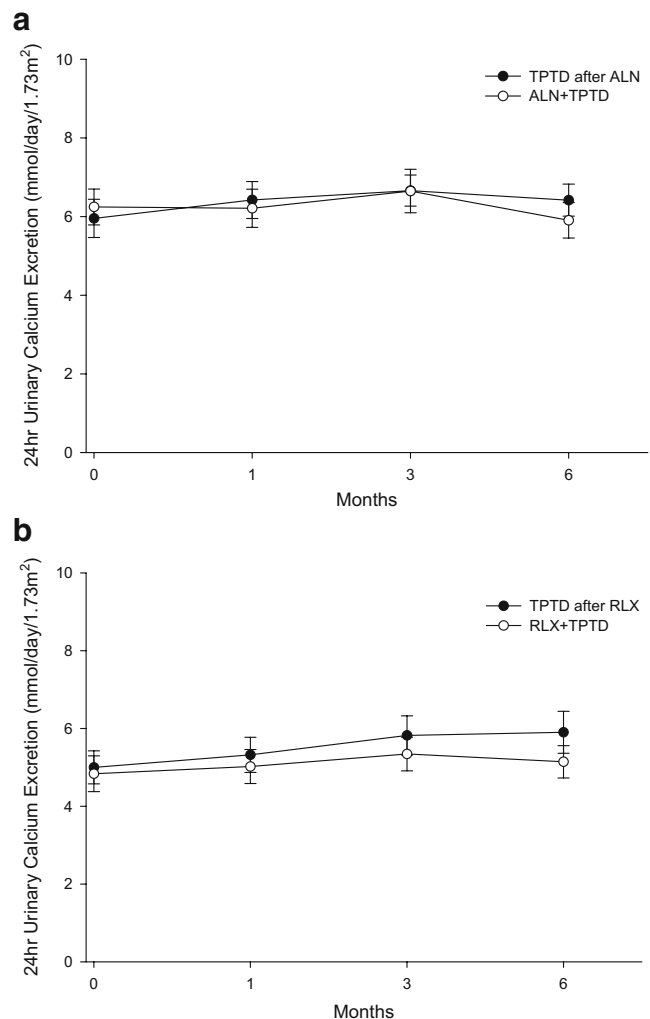 a
24hr Urinary Calcium Excretion (mmol/day/1.73m²)
10
8
6
4
2
0
TPTD after ALN
ALN+TPTD
0 1 3 6
Months
b
24hr Urinary Calcium Excretion (mmol/day/1.73m²)
10
8
6
4
2
0
TPTD after RLX
RLX+TPTD
0 1 3 6
Months